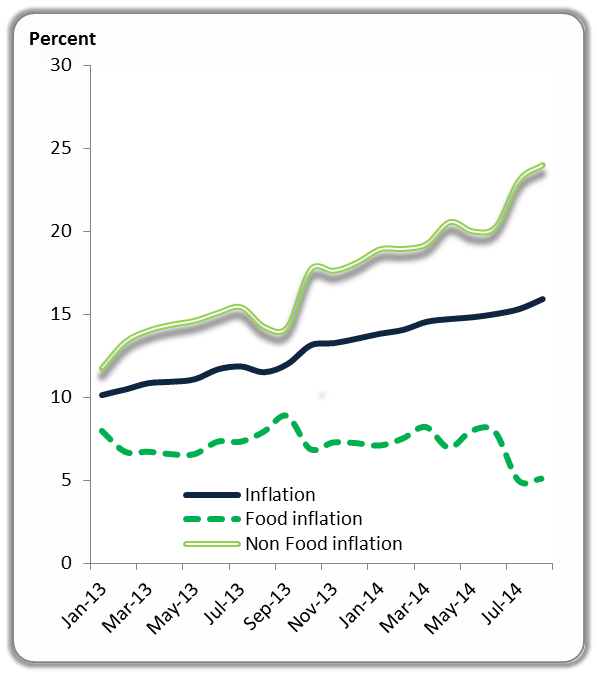 Percent
30
25
20
15
10
5
0
Inflation
Food inflation
Non Food inflation
Jan-13
Mar-13
May-13
Jul-13
Sep-13
Nov-13
Jan-14
Mar-14
May-14
Jul-14